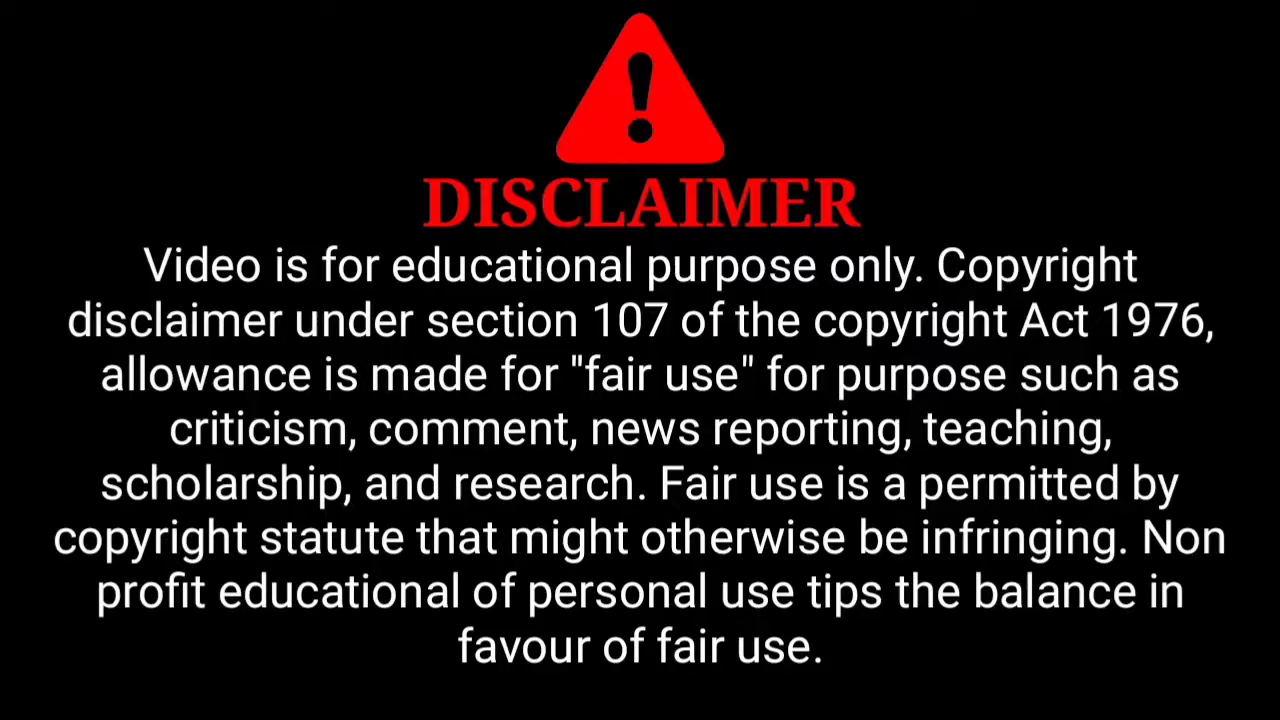 DISCLAIMER
Video is for educational purpose only. Copyright
disclaimer under section 107 of the copyright Act 1976,
allowance is made for "fair use" for purpose such as
criticism, comment, news reporting, teaching,
scholarship, and research. Fair use is a permitted by
copyright statute that might otherwise be infringing. Non
profit educational of personal use tips the balance in
favour of fair use.